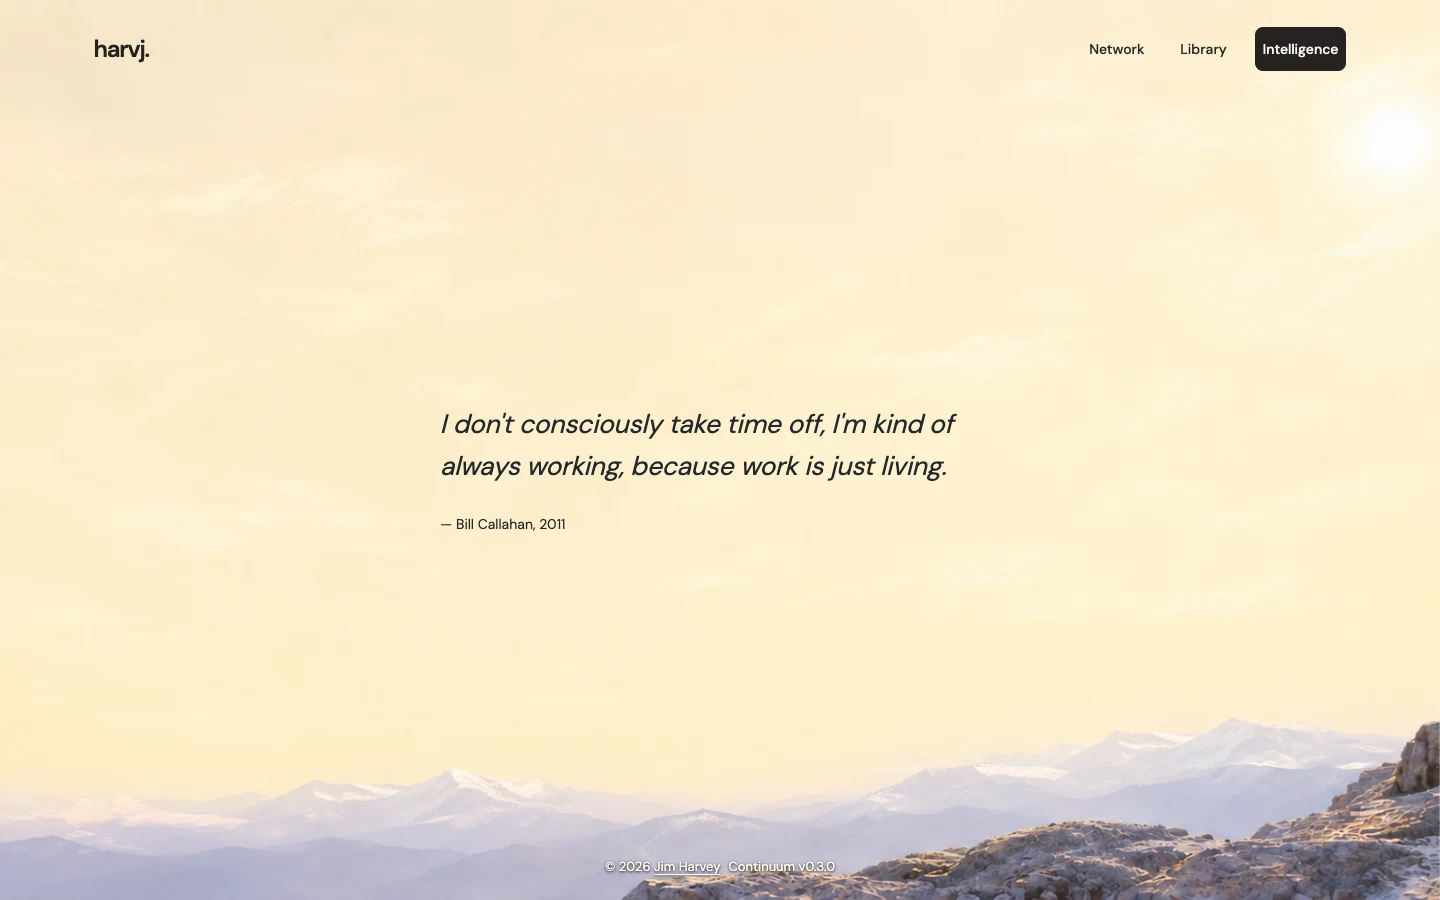 harvj.
Network
Library
Intelligence
I don't consciously take time off, I'm kind of
always working, because work is just living.
— Bill Callahan, 2011
© 2026 Jim Harvey Continuum v0.3.0